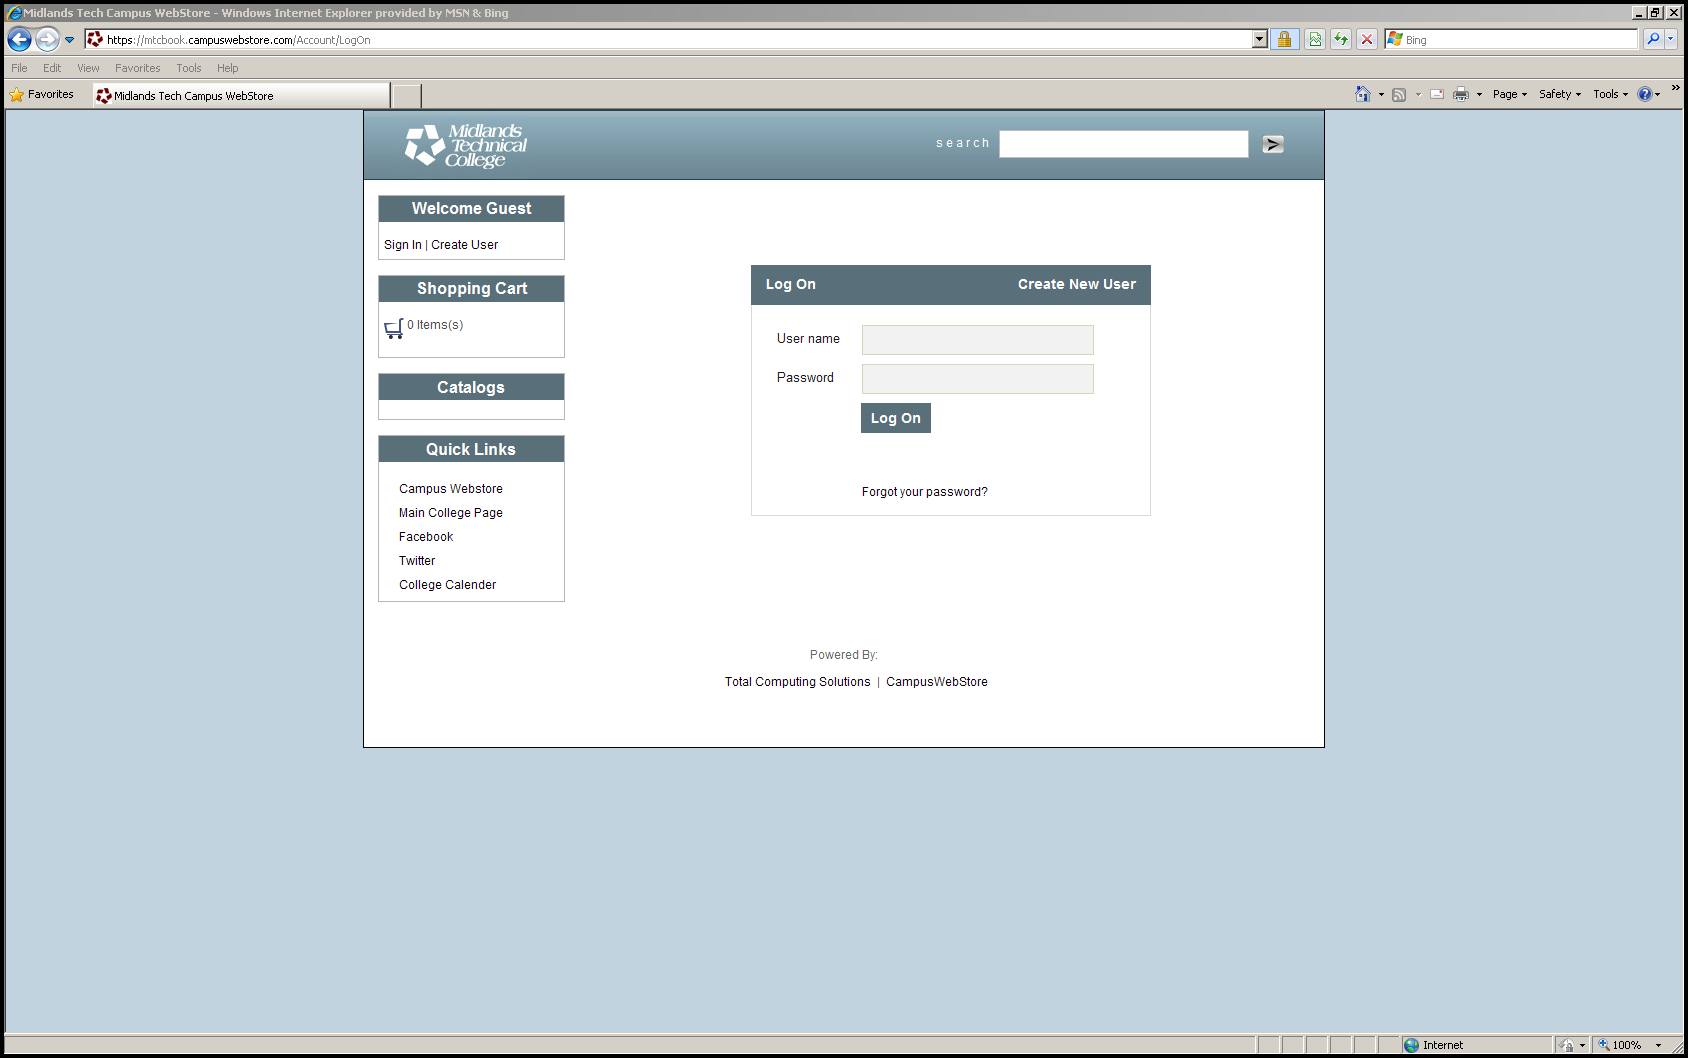 Midlands Tech Campus WebStore - Windows Internet Explorer provided by MSN & Bing
https://mtcbook.campuswebstore.com/Account/LogOn
Bing
File Edit View Favorites Tools Help
Favorites
Midlands Tech Campus WebStore
Page Safety Tools
Midlands
Technical
College
search
Welcome Guest
Sign In | Create User
Shopping Cart
0 Items(s)
Catalogs
Quick Links
Campus Webstore
Main College Page
Facebook
Twitter
College Calender
Log On
Create New User
User name
Password
Log On
Forgot your password?
Powered By:
Total Computing Solutions | CampusWebStore
Internet
100%